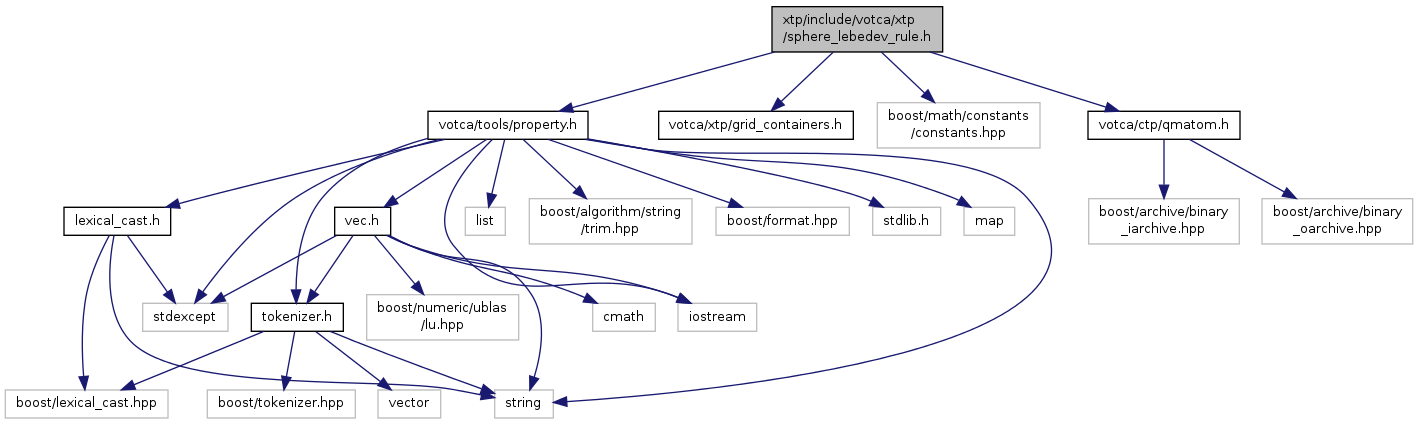 xtp/include/votca/xtp
/sphere_lebedev_rule.h
votca/tools/property.h
votca/xtp/grid_containers.h
boost/math/constants
/constants.hpp
votca/ctp/qmatom.h
lexical_cast.h
vec.h
list
boost/algorithm/string
/trim.hpp
boost/format.hpp
stdlib.h
map
boost/archive/binary
_iarchive.hpp
boost/archive/binary
_oarchive.hpp
stdexcept
tokenizer.h
boost/numeric/ublas
/lu.hpp
cmath
iostream
boost/lexical_cast.hpp
boost/tokenizer.hpp
vector
string